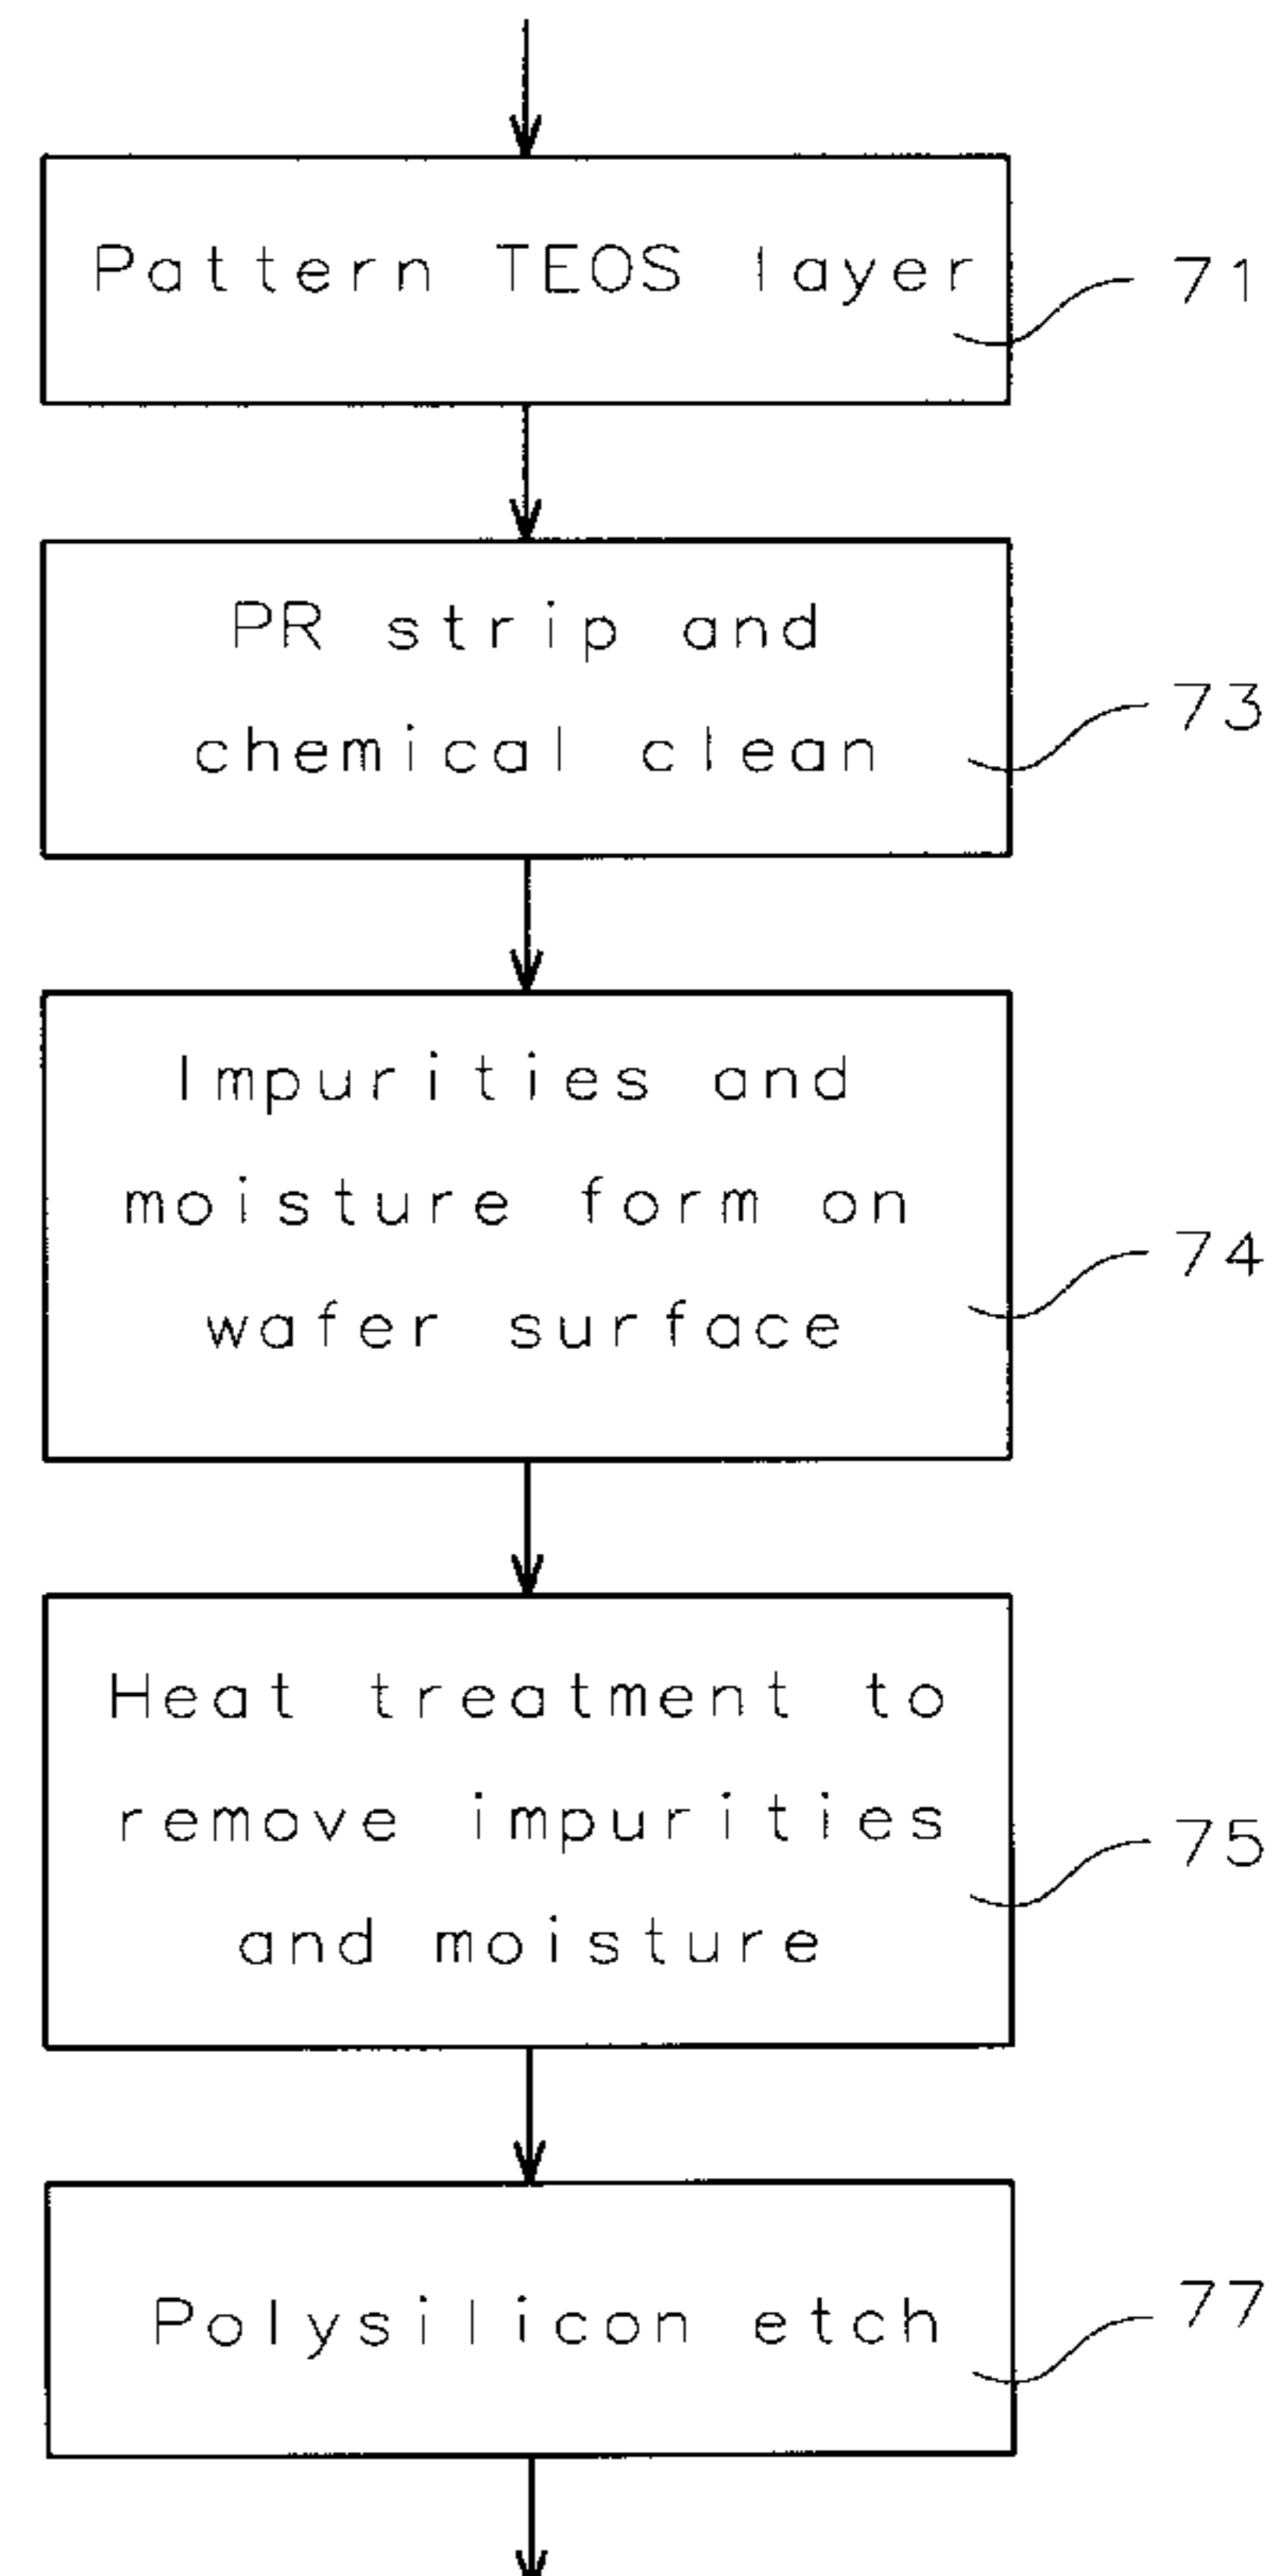 Pattern TEOS layer
71
PR strip and
chemical clean
73
Impurities and
moisture form on
wafer surface
74
Heat treatment to
remove impurities
and moisture
75
Polysilicon etch
77